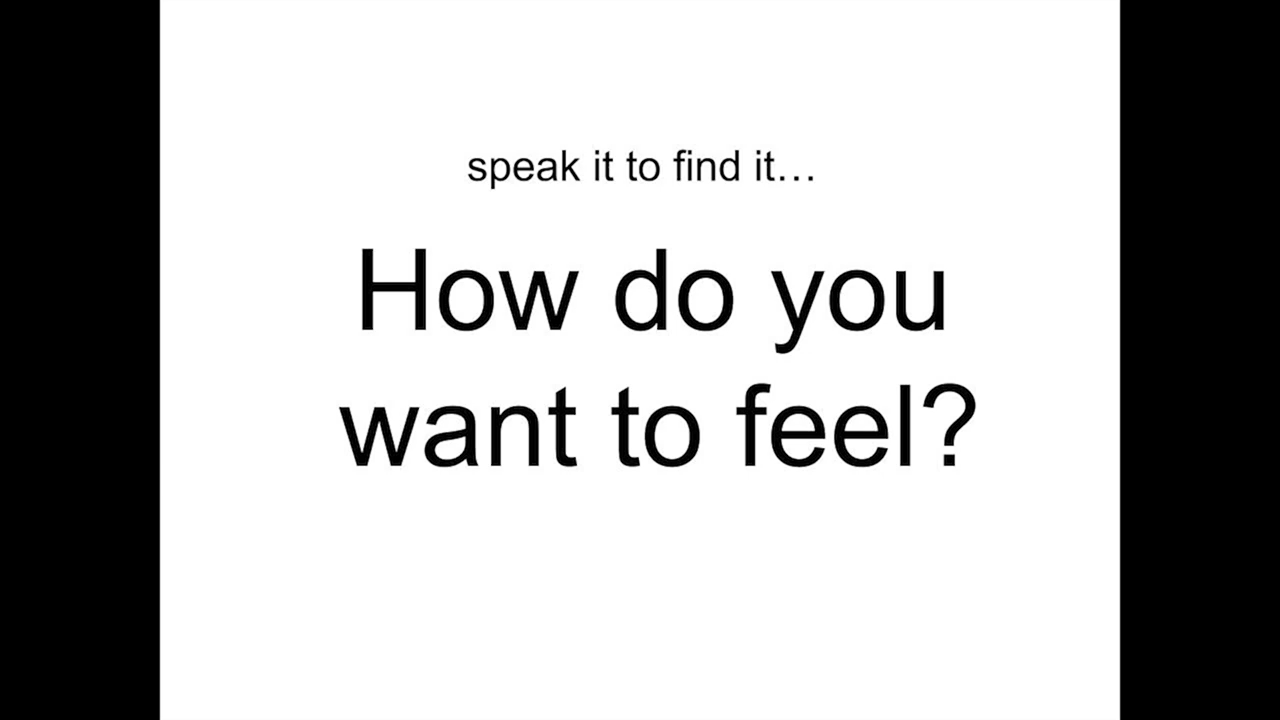 speak it to find it…
How do you
want to feel?